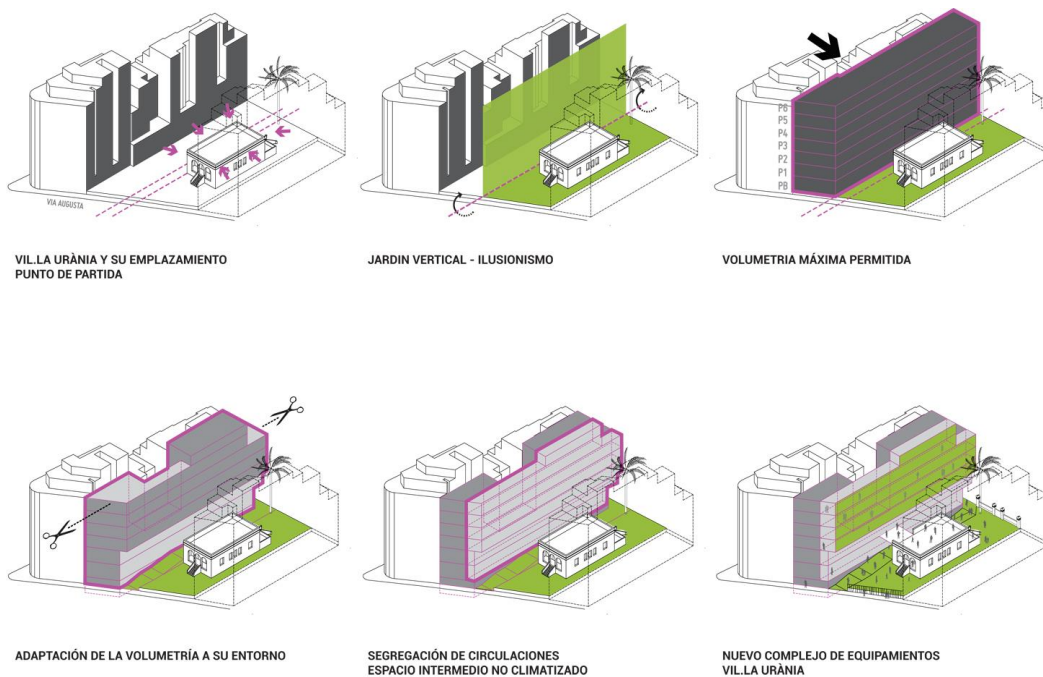 VIA AUGUSTA
VIL.LA URÀNIA Y SU EMPLAZAMIENTO
PUNTO DE PARTIDA
JARDIN VERTICAL - ILUSIONISMO
P6
P5
P4
P3
P2
P1
PB
VOLUMETRIA MÁXIMA PERMITIDA
ADAPTACIÓN DE LA VOLUMETRÍA A SU ENTORNO
SEGREGACIÓN DE CIRCULACIONES
ESPACIO INTERMEDIO NO CLIMATIZADO
NUEVO COMPLEJO DE EQUIPAMIENTOS
VIL.LA URÀNIA